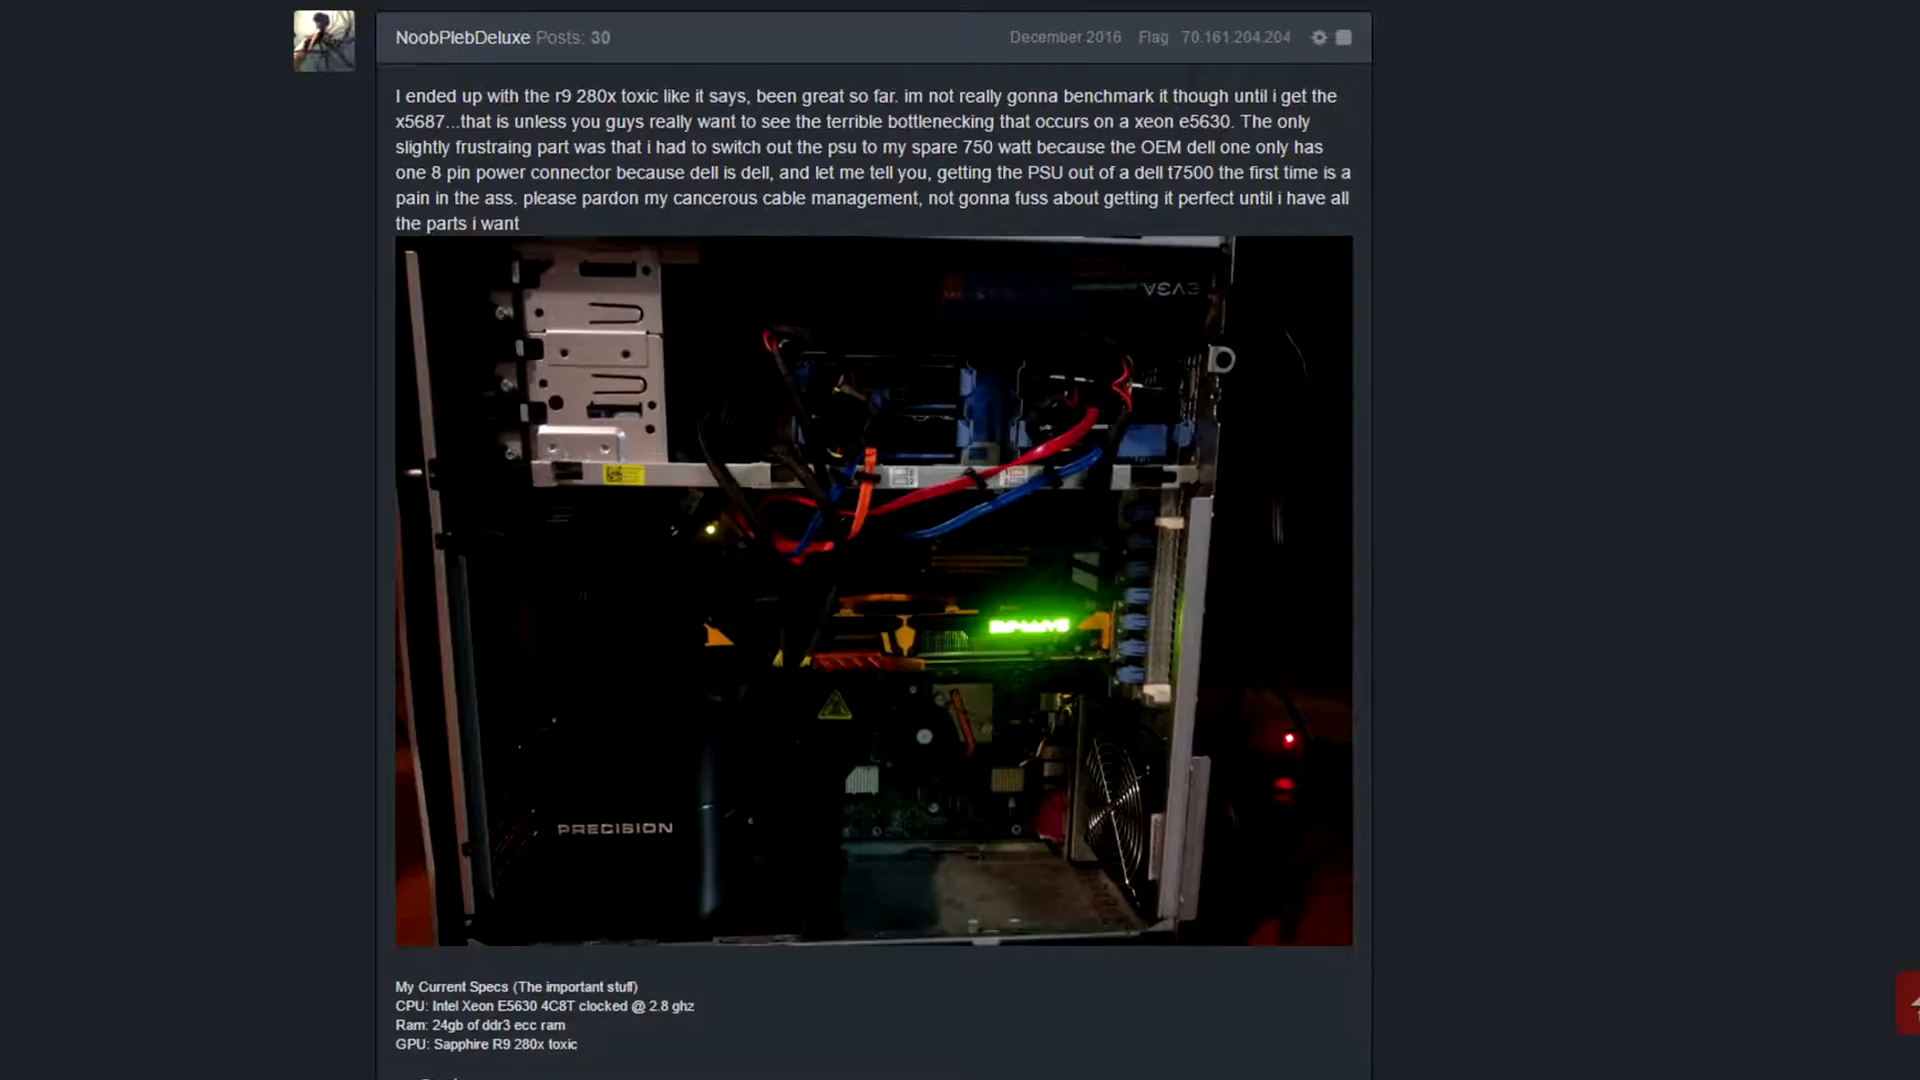 NoobPlebDeluxe Posts: 30 December 2016 Flag 70.161.204.204
I ended up with the r9 280x toxic like it says, been great so far. im not really gonna benchmark it though until i get the
x5687...that is unless you guys really want to see the terrible bottlenecking that occurs on a xeon e5630. The only
slightly frustraing part was that i had to switch out the psu to my spare 750 watt because the OEM dell one only has
one 8 pin power connector because dell is dell, and let me tell you, getting the PSU out of a dell t7500 the first time is a
pain in the ass. please pardon my cancerous cable management, not gonna fuss about getting it perfect until i have all
the parts i want
EVGA
PRECISION
My Current Specs (The important stuff)
CPU: Intel Xeon E5630 4C8T clocked @ 2.8 ghz
Ram: 24gb of ddr3 ecc ram
GPU: Sapphire R9 280x toxic